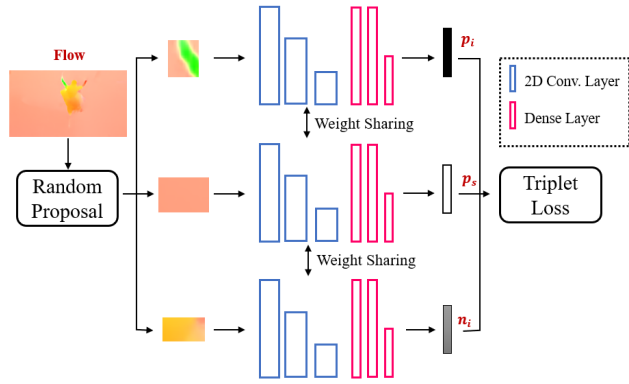 Flow
Random
Proposal
Weight Sharing
Weight Sharing
p_i
p_s
n_i
2D Conv. Layer
Dense Layer
Triplet
Loss